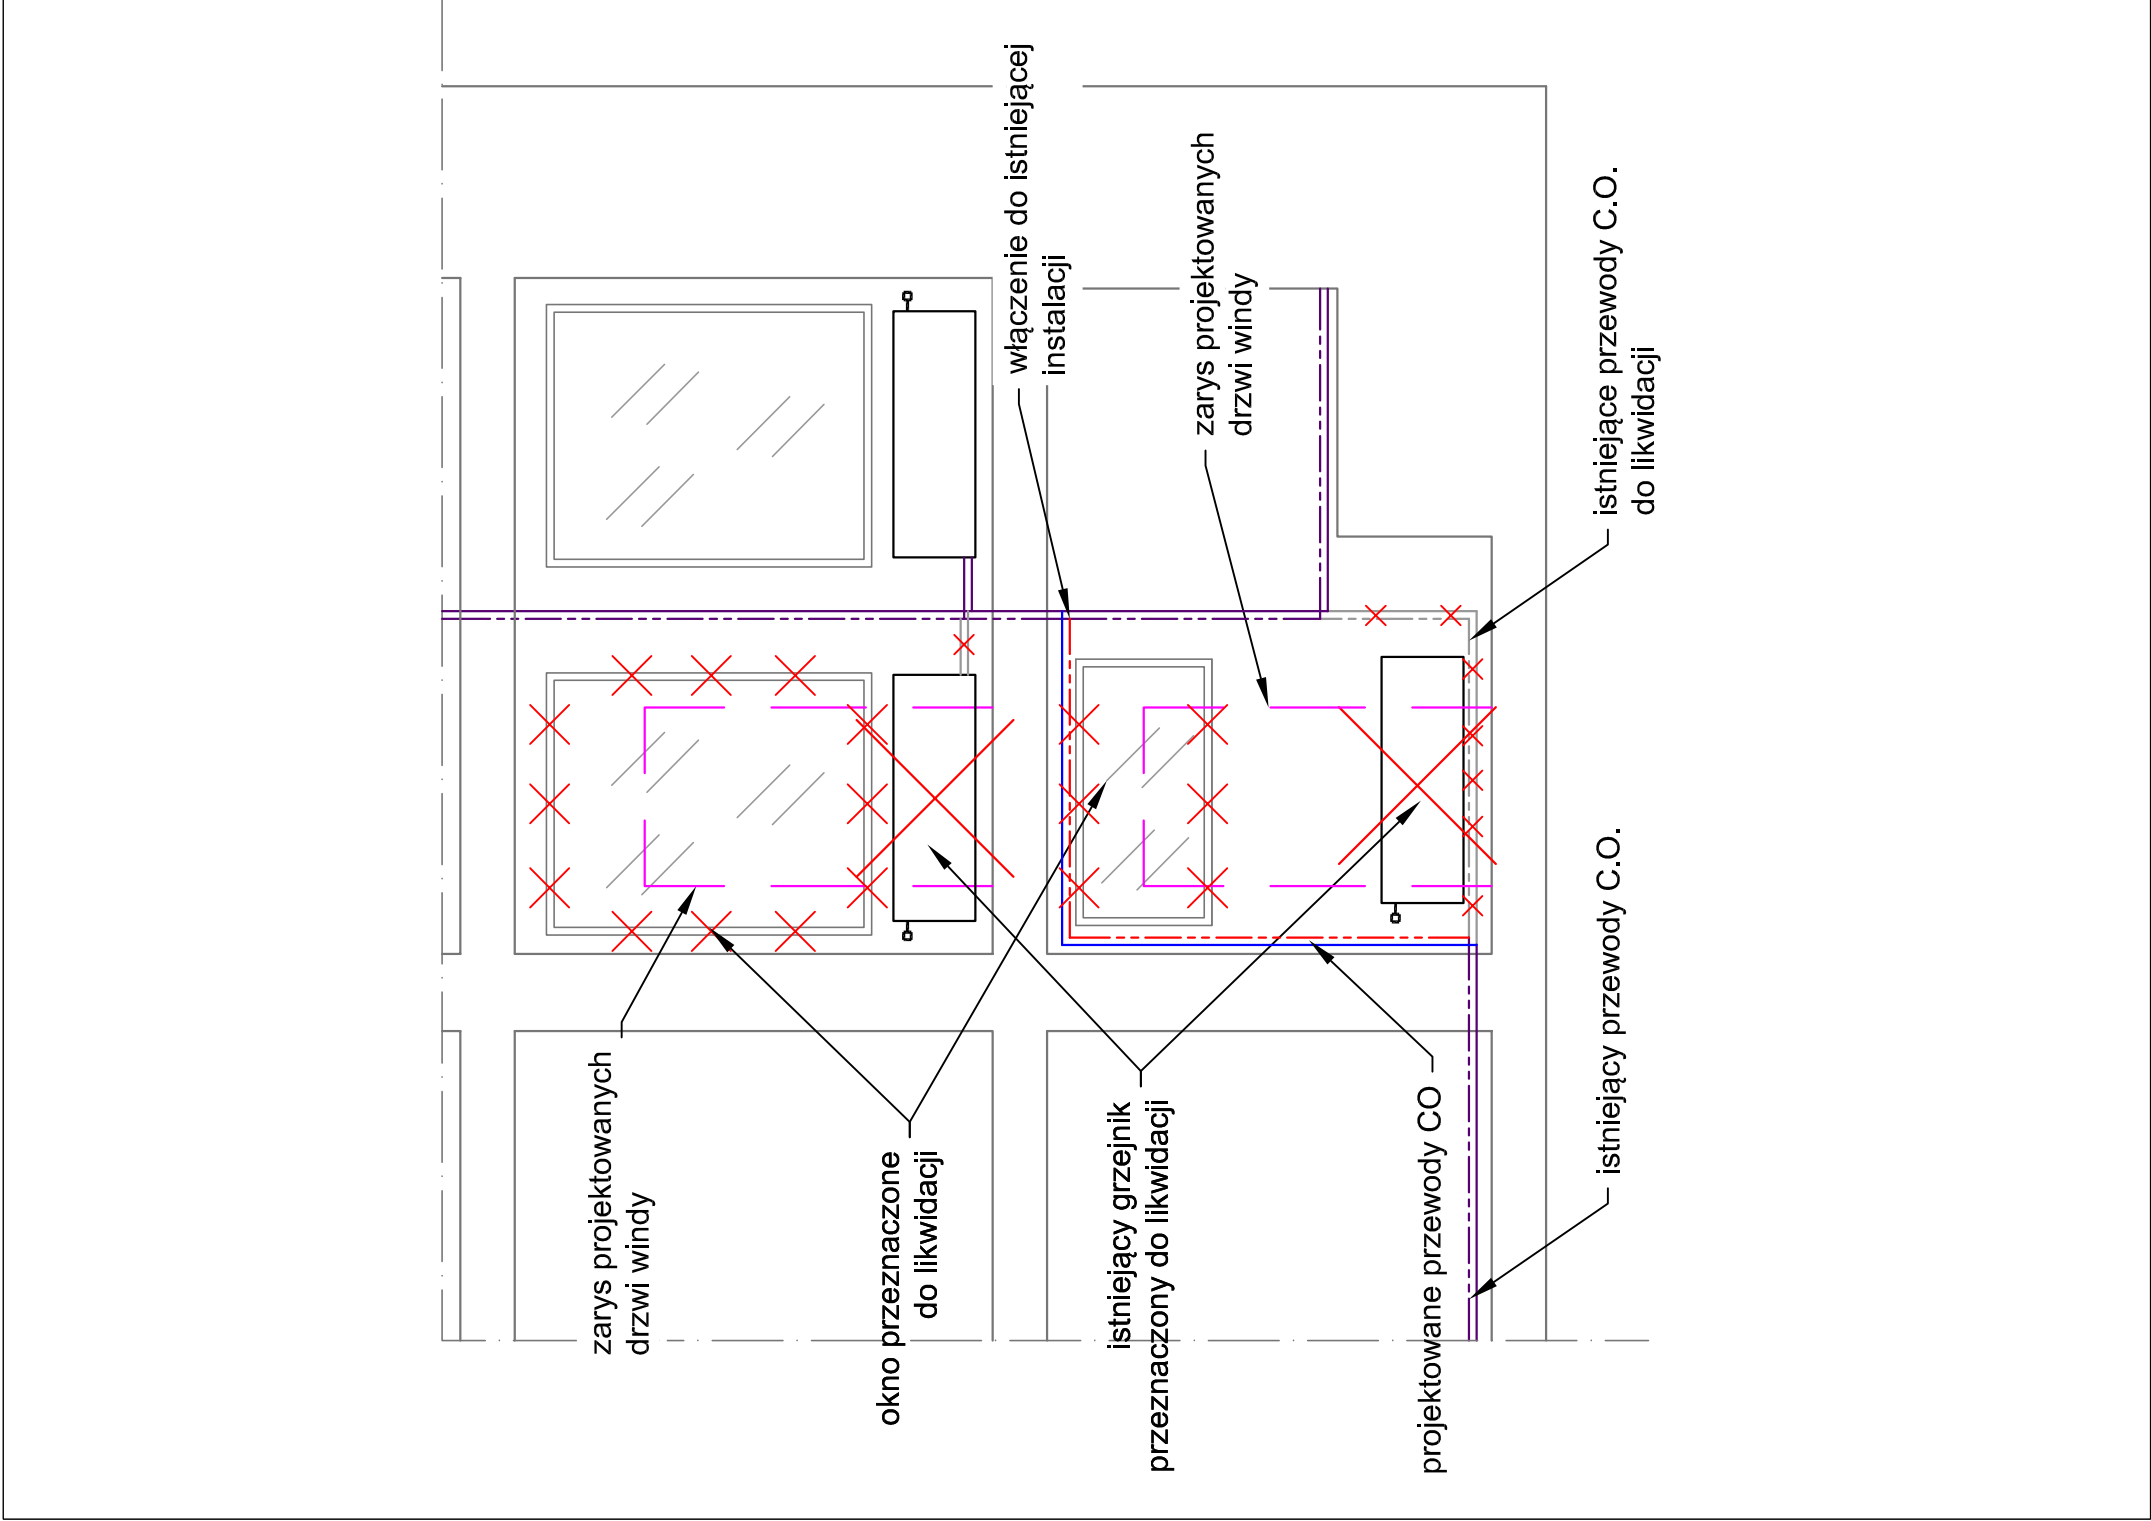 zarys projektowanych
drzwi windy
okno przeznaczone
do likwidacji
włączenie do istniejącej
instalacji
istniejący grzejnik
przeznaczony do likwidacji
zarys projektowanych
drzwi windy
projektowane przewody CO
istniejące przewody C.O.
do likwidacji
istniejący przewody C.O.